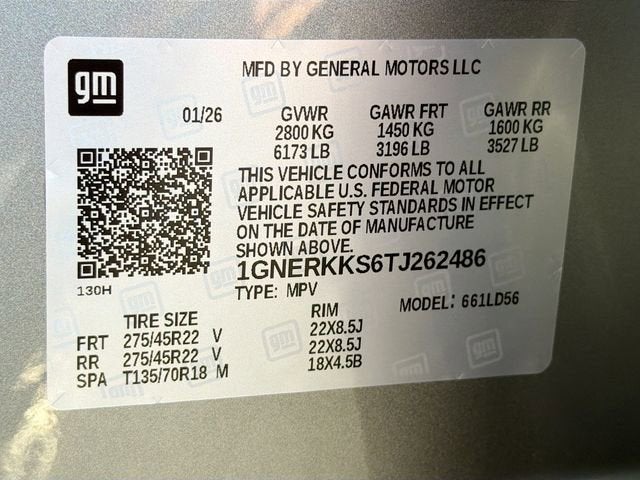 gm
MFD BY GENERAL MOTORS LLC
01/26 GVWR GAWR FRT GAWR RR
2800 KG 1450 KG 1600 KG
6173 LB 3196 LB 3527 LB
THIS VEHICLE CONFORMS TO ALL
APPLICABLE U.S. FEDERAL MOTOR
VEHICLE SAFETY STANDARDS IN EFFECT
ON THE DATE OF MANUFACTURE
SHOWN ABOVE.
1GNERKKS6TJ262486
130H
TYPE: MPV MODEL: 661LD56
TIRE SIZE RIM
FRT 275/45R22 V 22X8.5J
RR 275/45R22 V 22X8.5J
SPA T135/70R18 M 18X4.5B